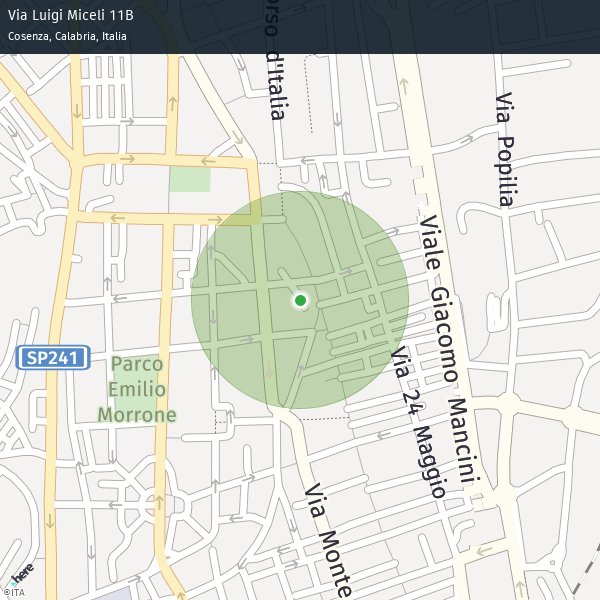 Via Luigi Miceli 11B
Cosenza, Calabria, Italia
orso d'Italia
Via Popilia
Viale Giacomo Mancini
SP241
Parco
Emilio
Morrone
Via 24 Maggio
Via Monte
here
©ITA